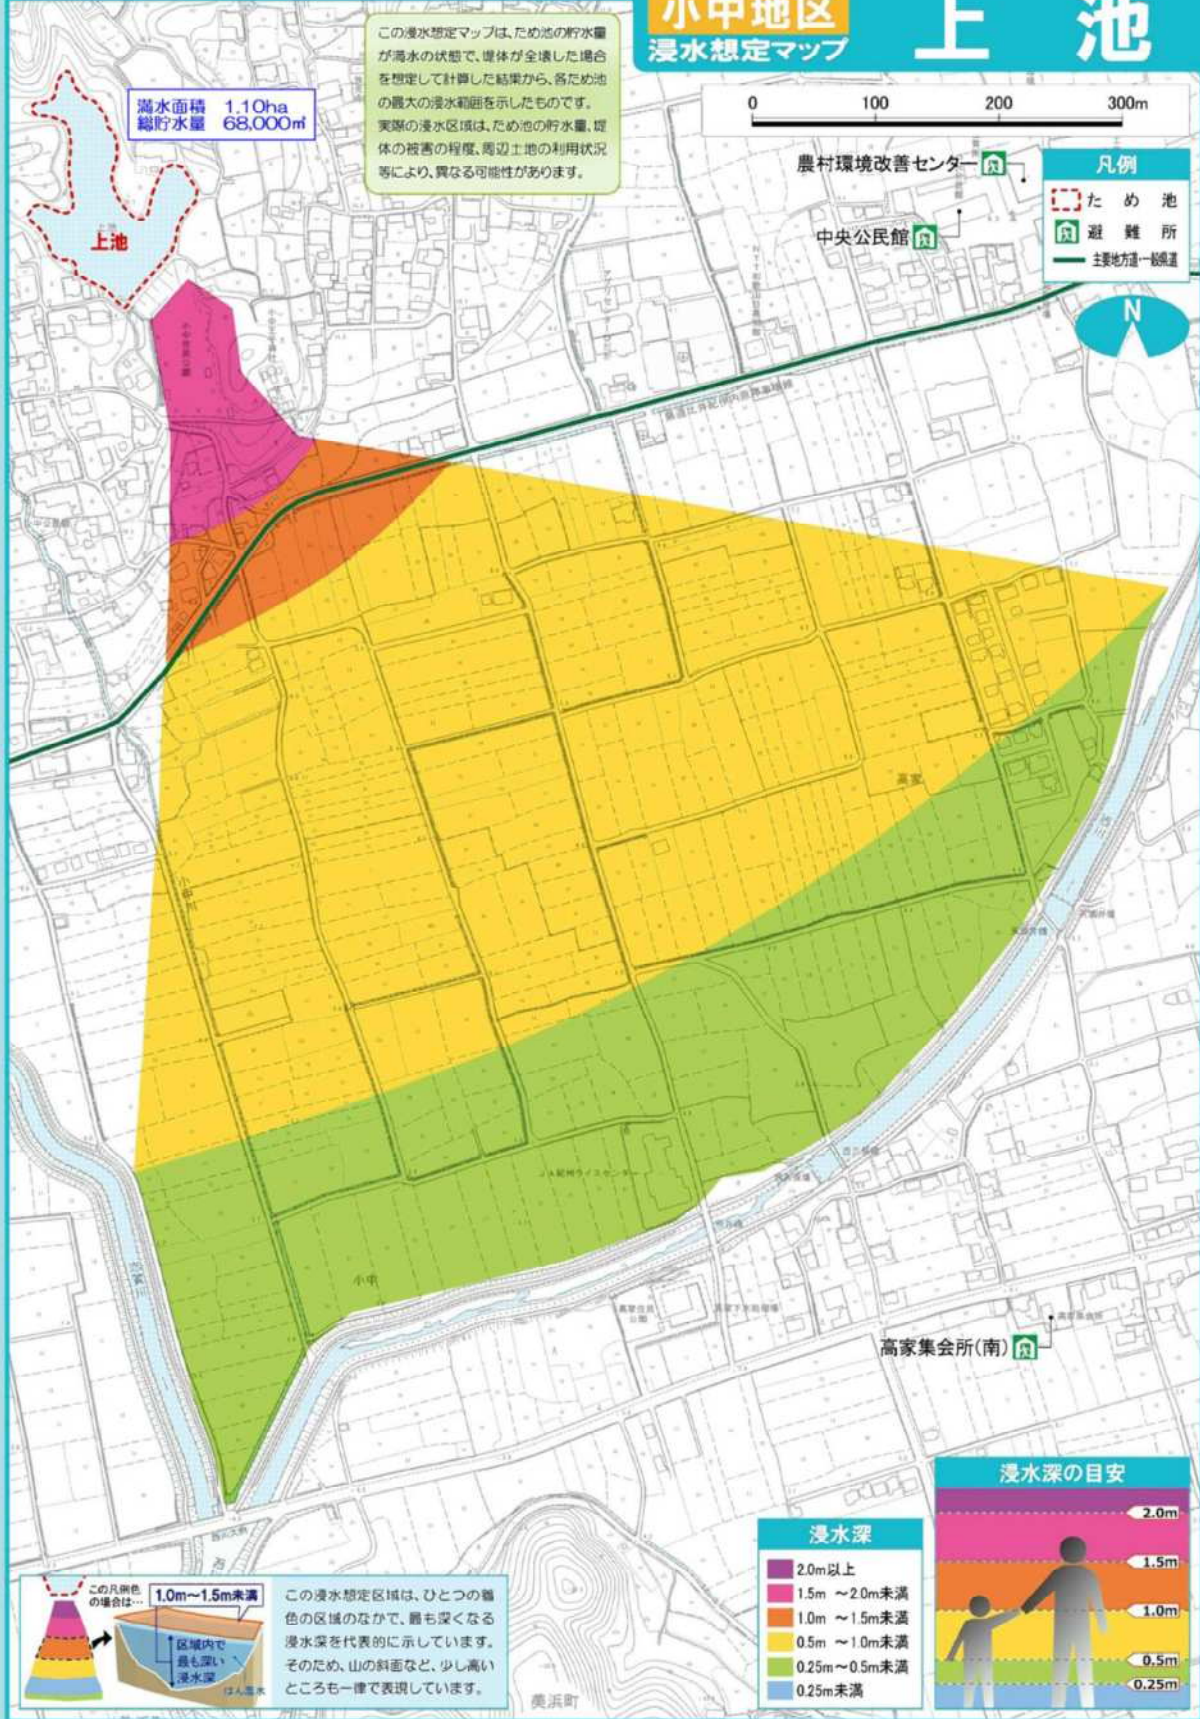 小中地区
浸水想定マップ
上 池
この浸水想定マップは、ため池の貯水量
が満水の状態で、堤体が全壊した場合
を想定して計算した結果から、各ため池
の最大の浸水範囲を示したものです。
実際の浸水区域は、ため池の貯水量、堤
体の被害の程度、周辺土地の利用状況
等により、異なる可能性があります。
満水面積 1.10ha
総貯水量 68,000㎥
0 100 200 300m
農村環境改善センター
中央公民館
凡例
ため池
避難所
主要地方道・一般県道
N
上池
高家
JA紀州ライスセンター
小中
高家集会所(南)
美浜町
浸水深の目安
2.0m
1.5m
1.0m
0.5m
0.25m
浸水深
2.0m以上
1.5m ～2.0m未満
1.0m ～1.5m未満
0.5m ～1.0m未満
0.25m～0.5m未満
0.25m未満
この凡例色
の場合は…
1.0m～1.5m未満
区域内で
最も深い
浸水深
はん濫水
この浸水想定区域は、ひとつの着
色の区域のなかで、最も深くなる
浸水深を代表的に示しています。
そのため、山の斜面など、少し高い
ところも一律で表現しています。